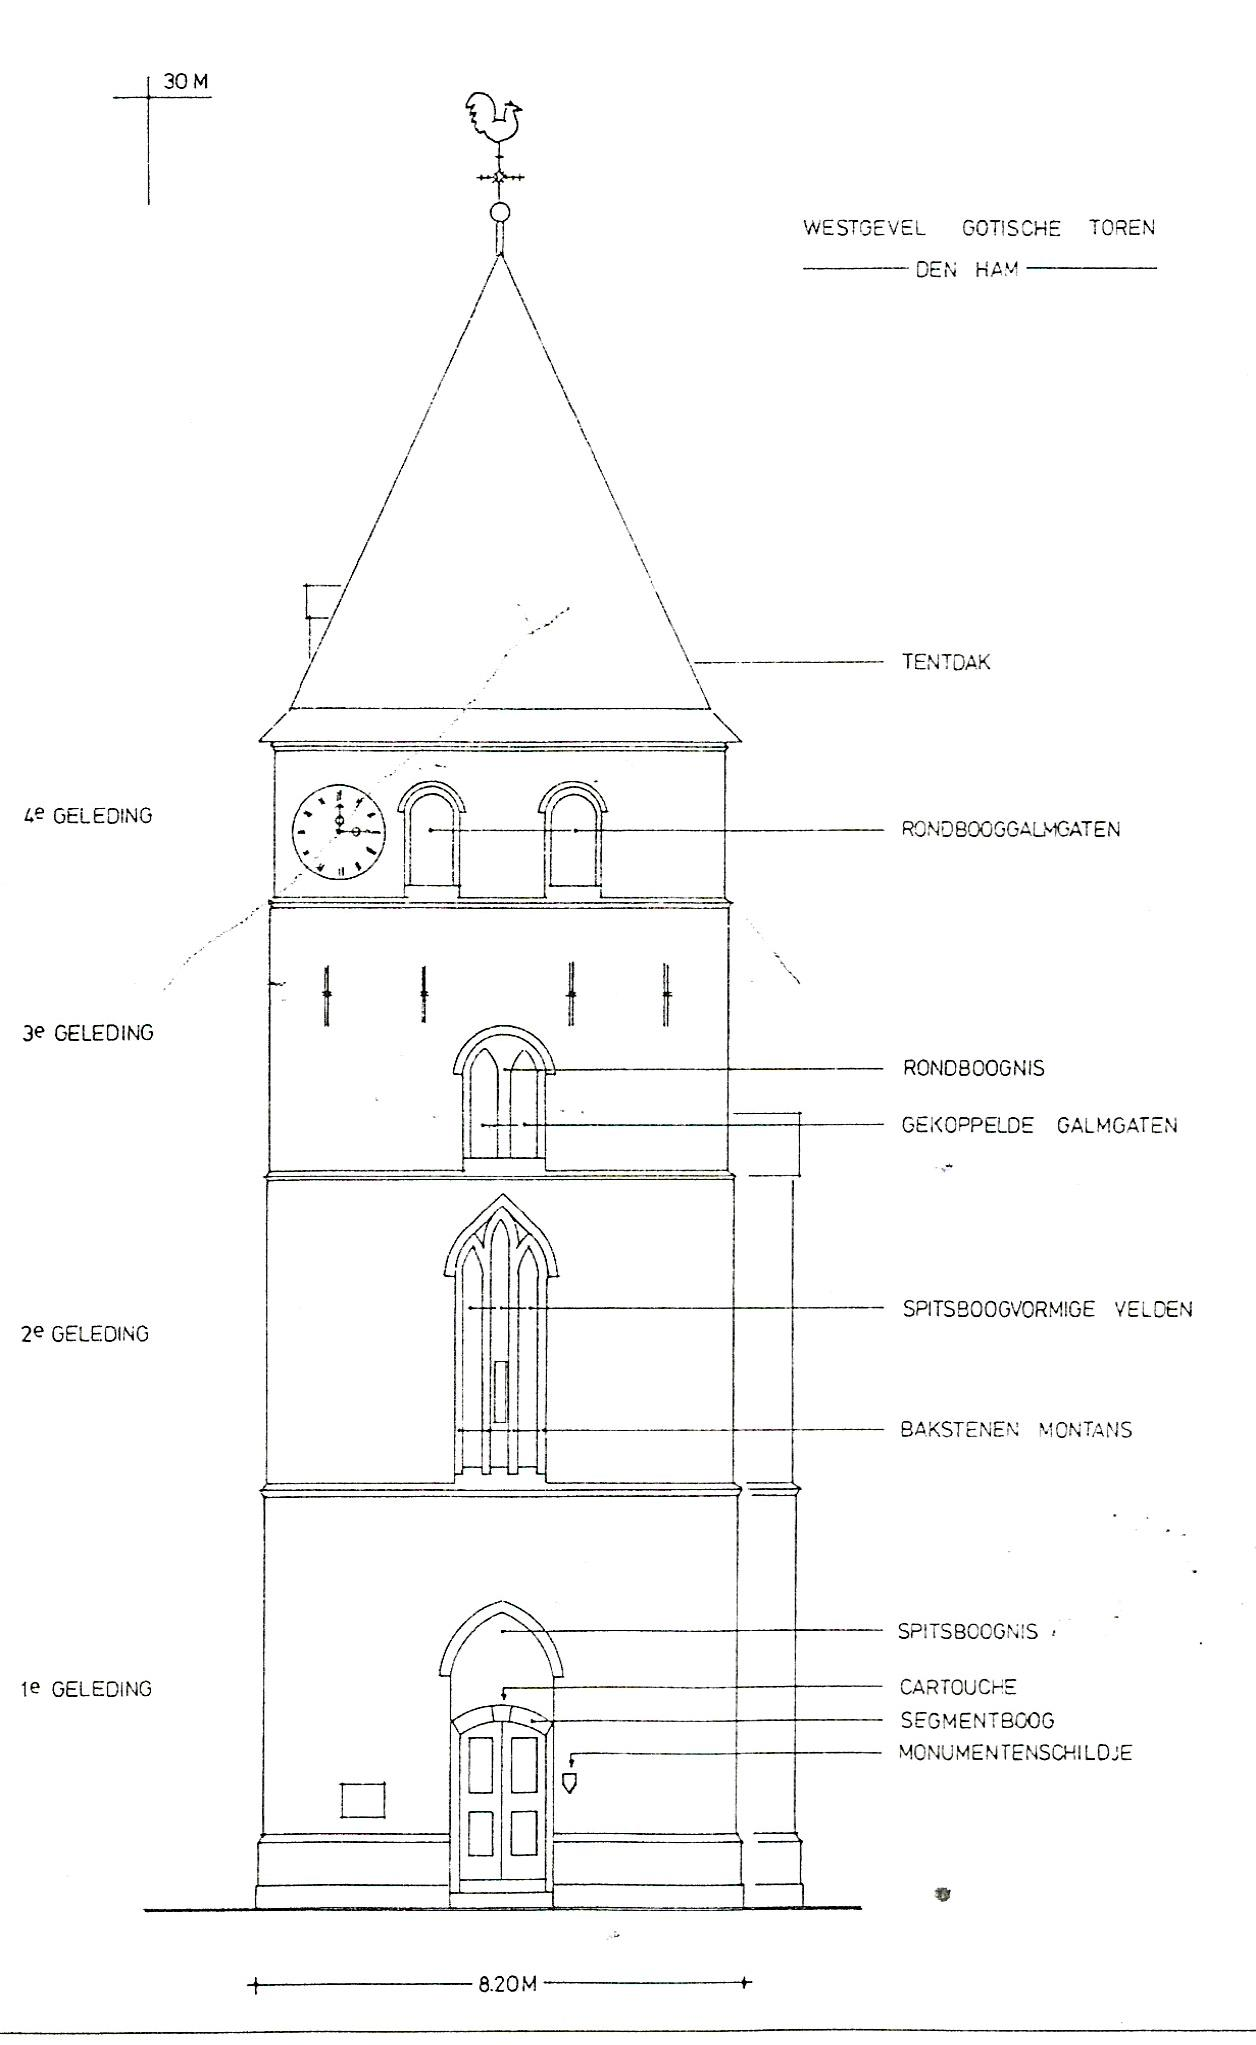 30 M
WESTGEVEL GOTISCHE TOREN
DEN HAM
TENTDAK
4e GELEDING
RONDBOOGGALMGATEN
3e GELEDING
RONDBOOGNIS
GEKOPPELDE GALMGATEN
SPITSBOOGVORMIGE VELDEN
2e GELEDING
BAKSTENEN MONTANS
SPITSBOOGNIS
1e GELEDING
CARTOUCHE
SEGMENTBOOG
MONUMENTENSCHILDJE
8.20 M